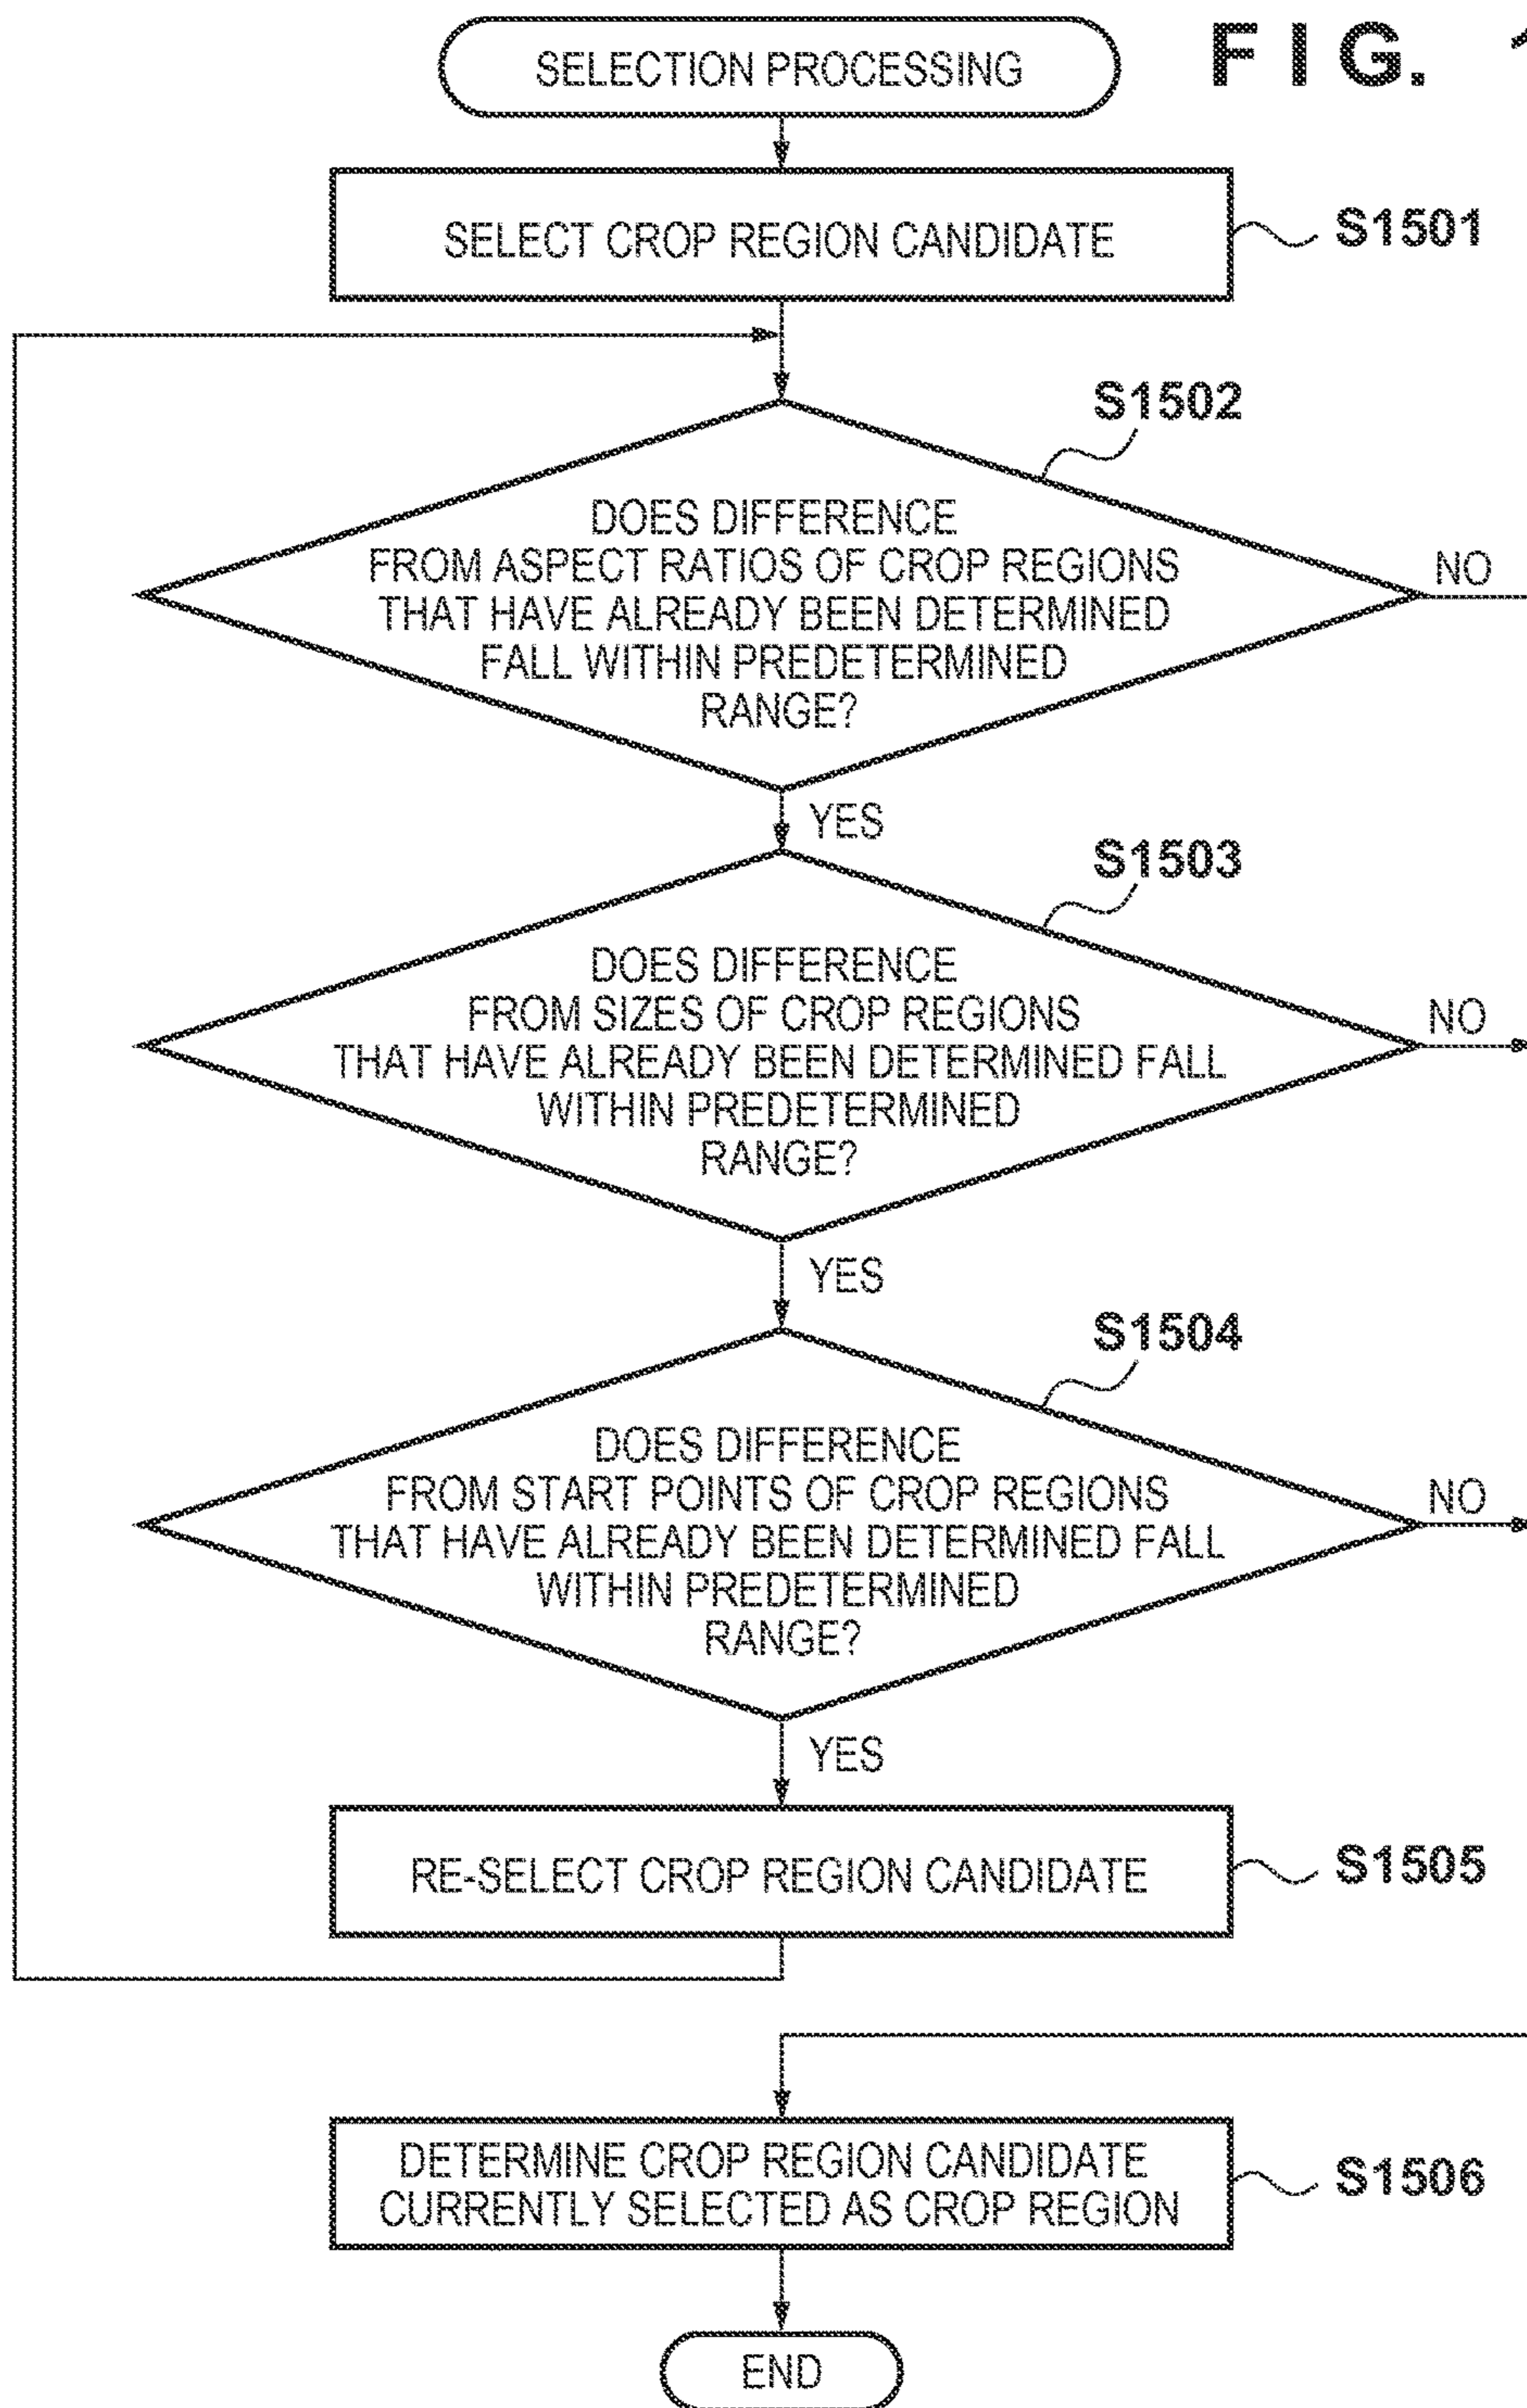 FIG. 1
SELECTION PROCESSING
SELECT CROP REGION CANDIDATE
S1501
S1502
DOES DIFFERENCE
FROM ASPECT RATIOS OF CROP REGIONS
THAT HAVE ALREADY BEEN DETERMINED
FALL WITHIN PREDETERMINED
RANGE?
NO
YES
S1503
DOES DIFFERENCE
FROM SIZES OF CROP REGIONS
THAT HAVE ALREADY BEEN DETERMINED FALL
WITHIN PREDETERMINED
RANGE?
NO
YES
S1504
DOES DIFFERENCE
FROM START POINTS OF CROP REGIONS
THAT HAVE ALREADY BEEN DETERMINED FALL
WITHIN PREDETERMINED
RANGE?
NO
YES
RE-SELECT CROP REGION CANDIDATE
S1505
DETERMINE CROP REGION CANDIDATE
CURRENTLY SELECTED AS CROP REGION
S1506
END